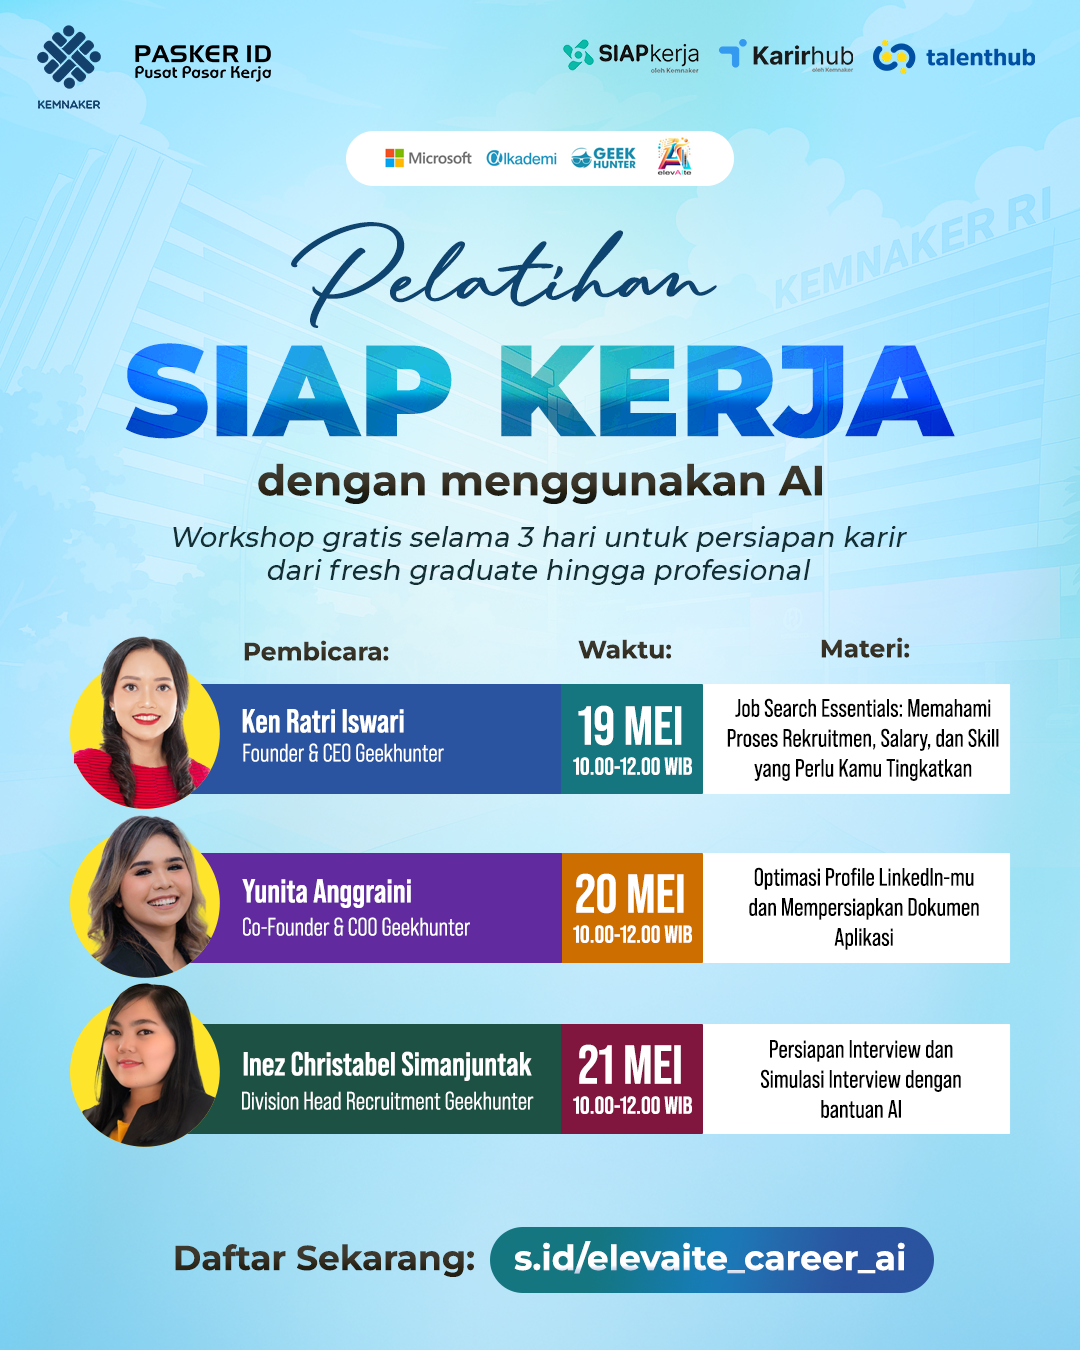 KEMNAKER
PASKER ID
Pusat Pasar Kerja
SIAPkerja
oleh Kemnaker
Karirhub
oleh Kemnaker
talenthub
Microsoft
Alkademi
GEEK
HUNTER
elevAIte
KEMNAKER RI
Pelatihan
SIAP KERJA
dengan menggunakan AI
Workshop gratis selama 3 hari untuk persiapan karir
dari fresh graduate hingga profesional
Pembicara:
Waktu:
Materi:
Ken Ratri Iswari
Founder & CEO Geekhunter
19 MEI
10.00-12.00 WIB
Job Search Essentials: Memahami
Proses Rekruitmen, Salary, dan Skill
yang Perlu Kamu Tingkatkan
Yunita Anggraini
Co-Founder & COO Geekhunter
20 MEI
10.00-12.00 WIB
Optimasi Profile LinkedIn-mu
dan Mempersiapkan Dokumen
Aplikasi
Inez Christabel Simanjuntak
Division Head Recruitment Geekhunter
21 MEI
10.00-12.00 WIB
Persiapan Interview dan
Simulasi Interview dengan
bantuan AI
Daftar Sekarang:
s.id/elevaite_career_ai